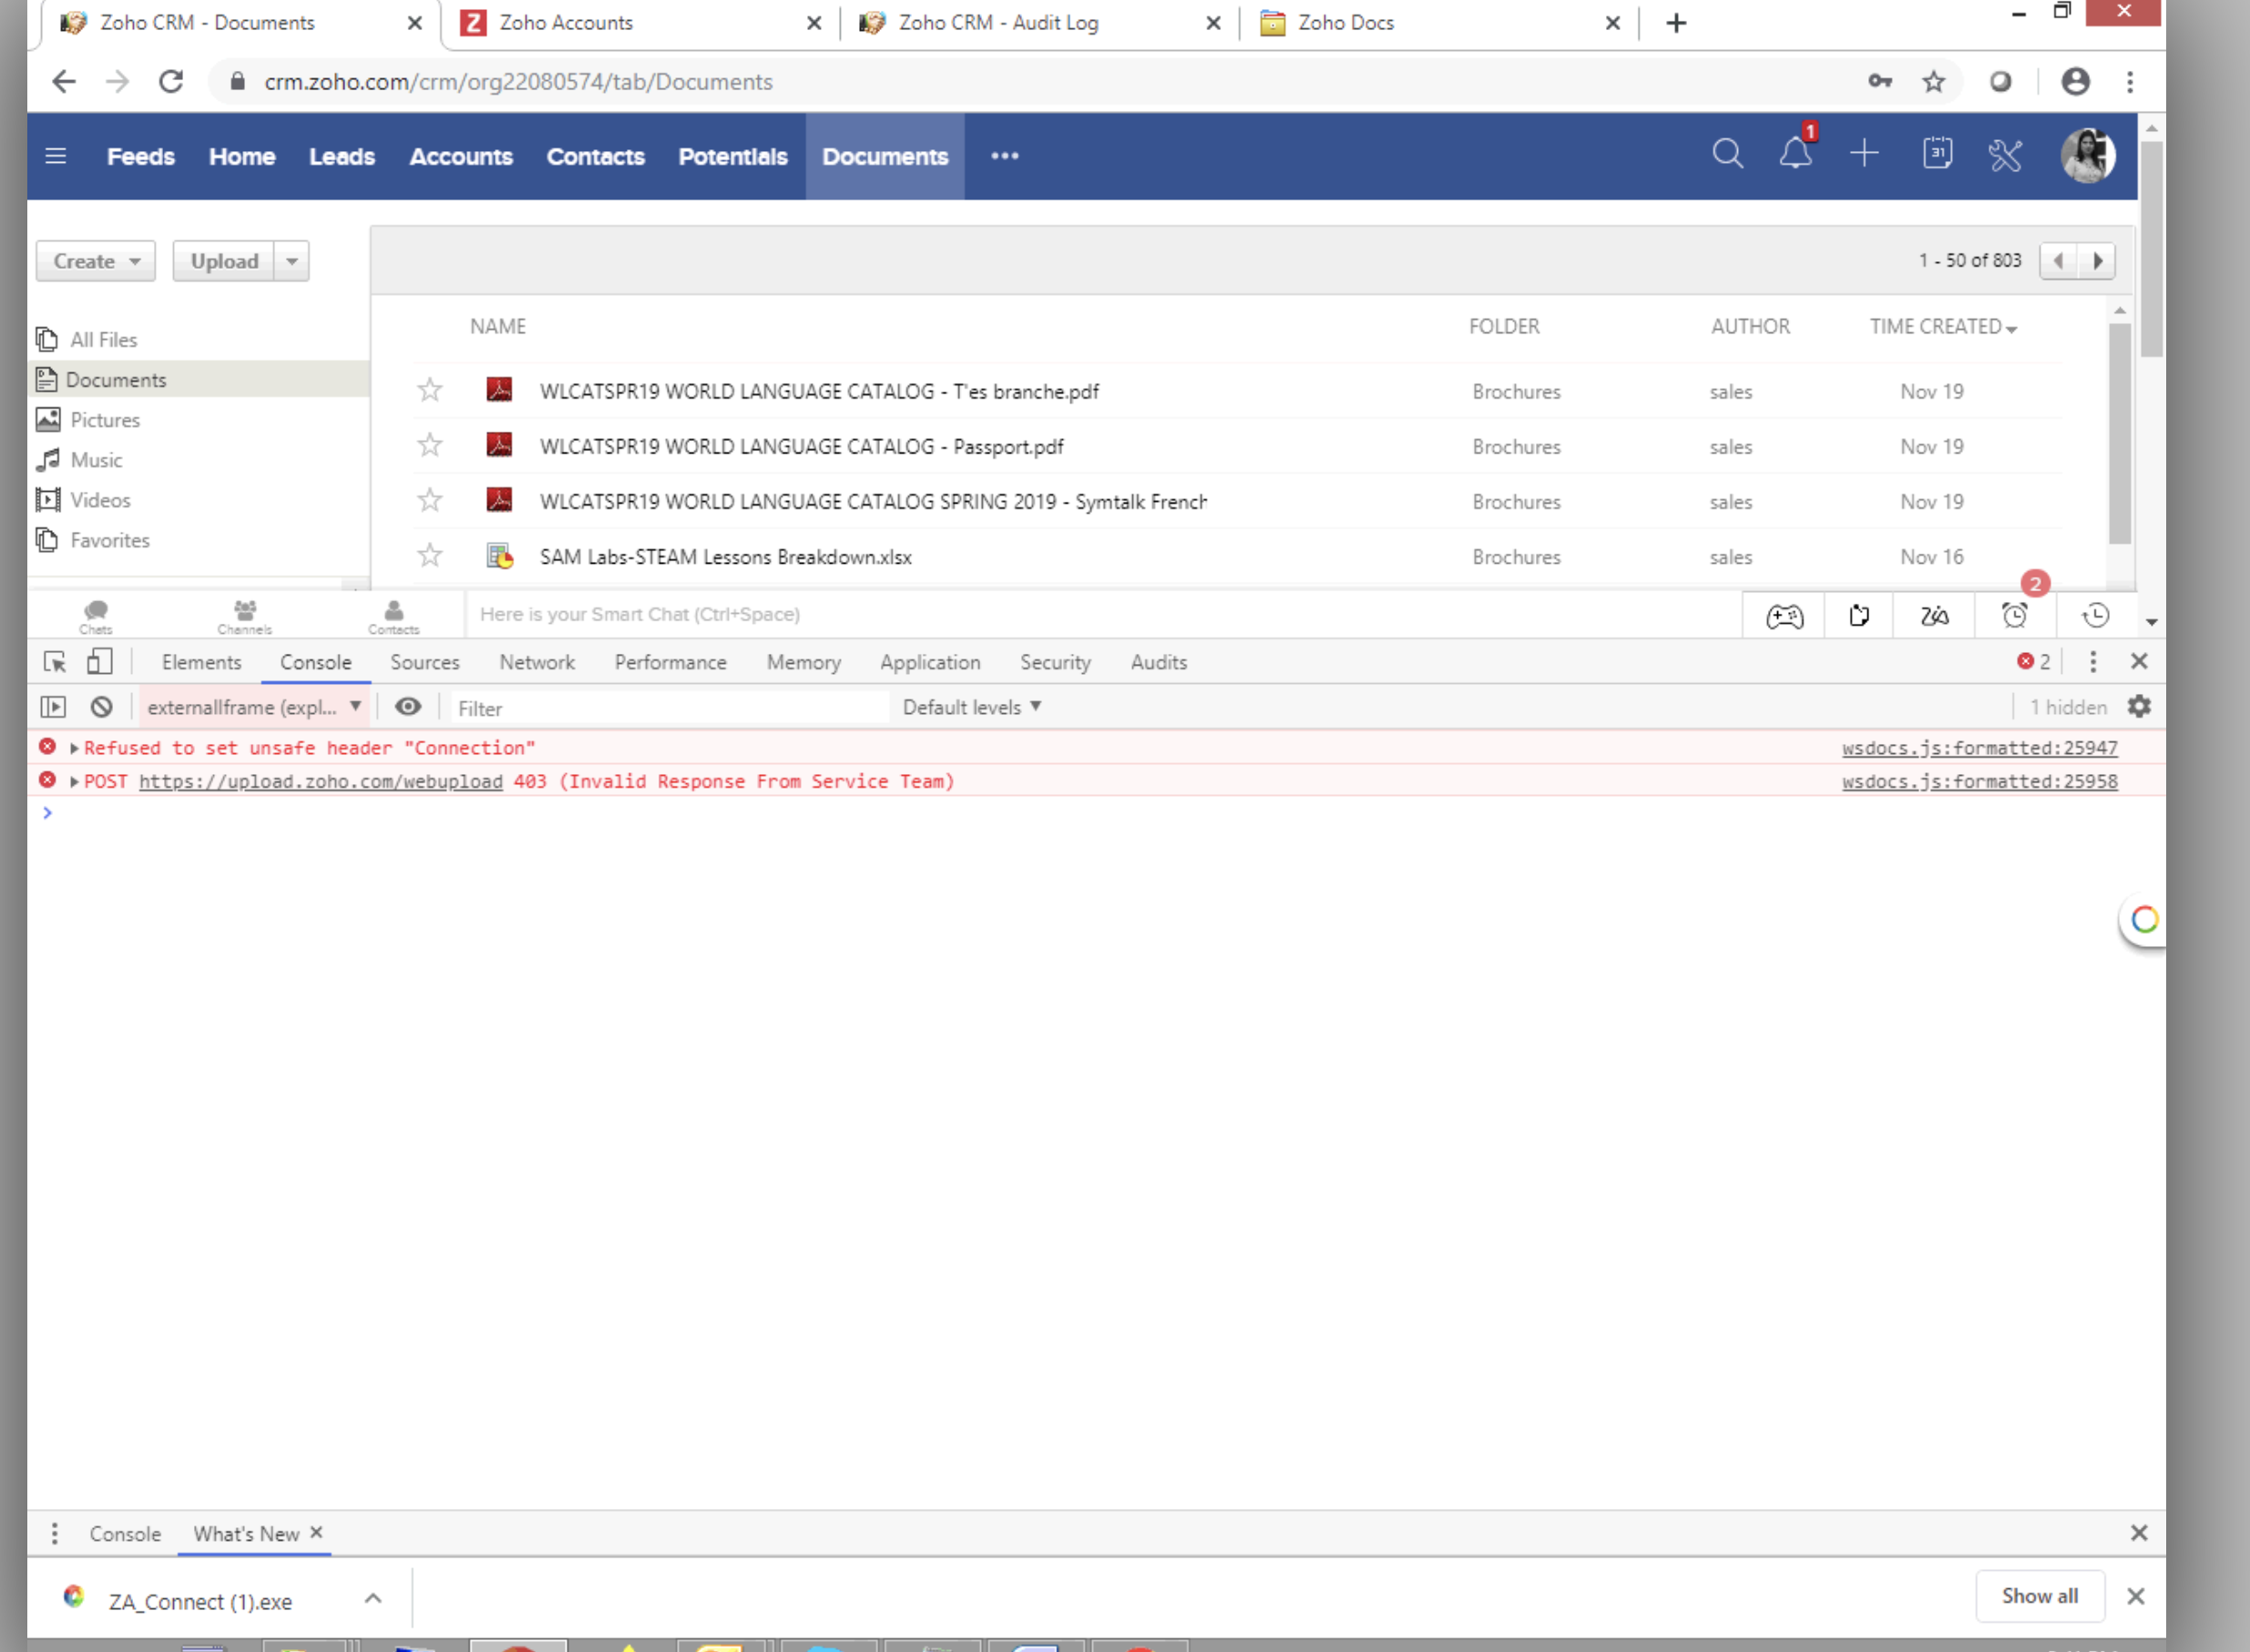 Zoho CRM - Documents
Zoho Accounts
Zoho CRM - Audit Log
Zoho Docs
crm.zoho.com/crm/org22080574/tab/Documents
Feeds Home Leads Accounts Contacts Potentials Documents
1
31
Create Upload
1 - 50 of 803
All Files
Documents
Pictures
Music
Videos
Favorites
NAME FOLDER AUTHOR TIME CREATED
WLCATSPR19 WORLD LANGUAGE CATALOG - T'es branche.pdf Brochures sales Nov 19
WLCATSPR19 WORLD LANGUAGE CATALOG - Passport.pdf Brochures sales Nov 19
WLCATSPR19 WORLD LANGUAGE CATALOG SPRING 2019 - Symtalk French Brochures sales Nov 19
SAM Labs-STEAM Lessons Breakdown.xlsx Brochures sales Nov 16
2
Chats Channels Contacts Here is your Smart Chat (Ctrl+Space)
Elements Console Sources Network Performance Memory Application Security Audits 2
externalIframe (expl... Filter Default levels 1 hidden
Refused to set unsafe header "Connection" wsdocs.js:formatted:25947
POST https://upload.zoho.com/webupload 403 (Invalid Response From Service Team) wsdocs.js:formatted:25958
Console What's New
ZA_Connect (1).exe Show all